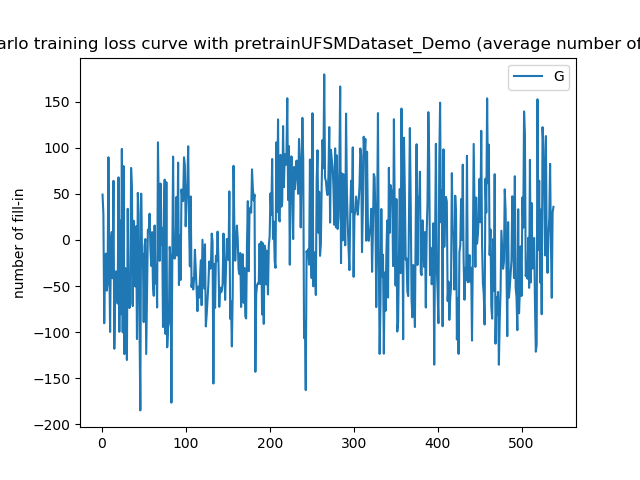 arlo training loss curve with pretrainUFSMDataset_Demo (average number of
G
number of fill-in
150
100
50
0
−50
−100
−150
−200
0 100 200 300 400 500